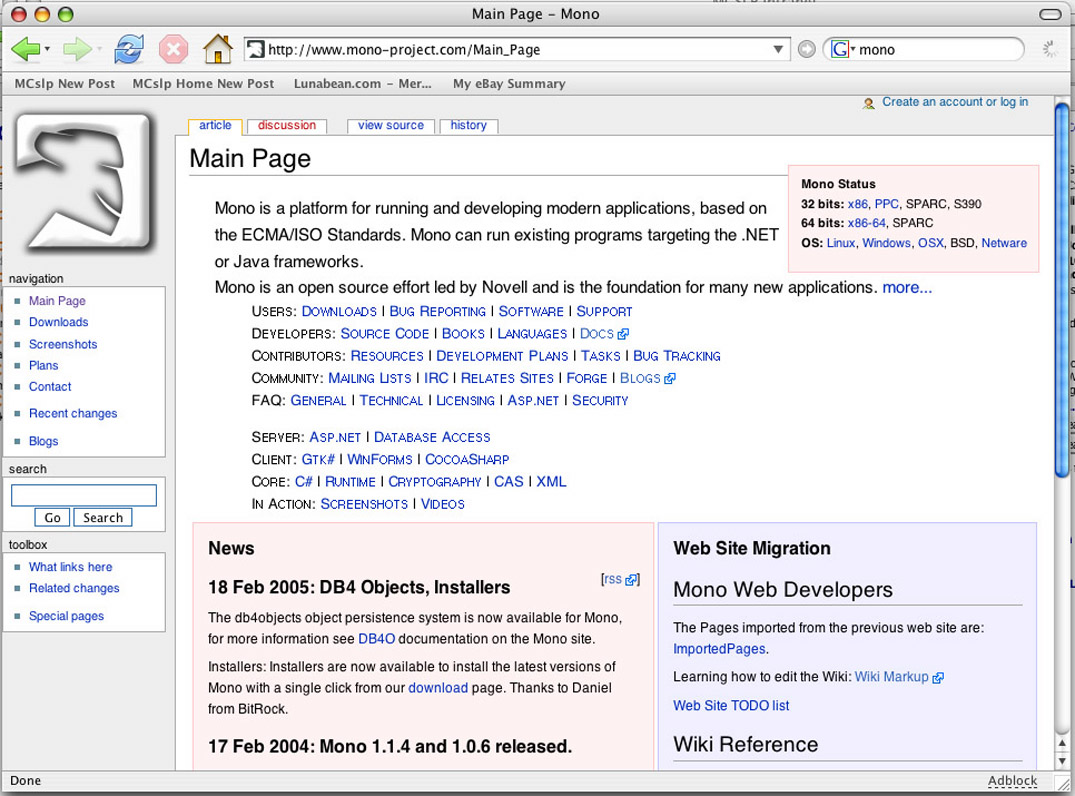 Main Page – Mono
http://www.mono-project.com/Main_Page
G mono
MCslp New Post MCslp Home New Post Lunabean.com – Mer... My eBay Summary
Create an account or log in
article discussion view source history
Main Page
Mono Status
32 bits: x86, PPC, SPARC, S390
64 bits: x86-64, SPARC
OS: Linux, Windows, OSX, BSD, Netware
Mono is a platform for running and developing modern applications, based on
the ECMA/ISO Standards. Mono can run existing programs targeting the .NET
or Java frameworks.
Mono is an open source effort led by Novell and is the foundation for many new applications. more...
Users: Downloads | Bug Reporting | Software | Support
Developers: Source Code | Books | Languages | Docs
Contributors: Resources | Development Plans | Tasks | Bug Tracking
Community: Mailing Lists | IRC | Relates Sites | Forge | Blogs
FAQ: General | Technical | Licensing | Asp.net | Security
Server: Asp.net | Database Access
Client: Gtk# | WinForms | CocoaSharp
Core: C# | Runtime | Cryptography | CAS | XML
In Action: Screenshots | Videos
navigation
Main Page
Downloads
Screenshots
Plans
Contact
Recent changes
Blogs
search
Go Search
toolbox
What links here
Related changes
Special pages
News
[rss]
18 Feb 2005: DB4 Objects, Installers
The db4objects object persistence system is now available for Mono,
for more information see DB4O documentation on the Mono site.
Installers: Installers are now available to install the latest versions of
Mono with a single click from our download page. Thanks to Daniel
from BitRock.
17 Feb 2004: Mono 1.1.4 and 1.0.6 released.
Web Site Migration
Mono Web Developers
The Pages imported from the previous web site are:
ImportedPages.
Learning how to edit the Wiki: Wiki Markup
Web Site TODO list
Wiki Reference
Done
Adblock